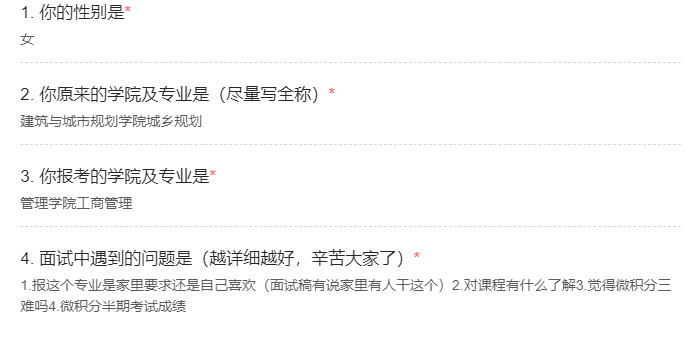 1. 你的性别是*
女
2. 你原来的学院及专业是（尽量写全称）*
建筑与城市规划学院城乡规划
3. 你报考的学院及专业是*
管理学院工商管理
4. 面试中遇到的问题是（越详细越好，辛苦大家了）*
1.报这个专业是家里要求还是自己喜欢（面试稿有说家里有人干这个）2.对课程有什么了解3.觉得微积分三
难吗4.微积分半期考试成绩